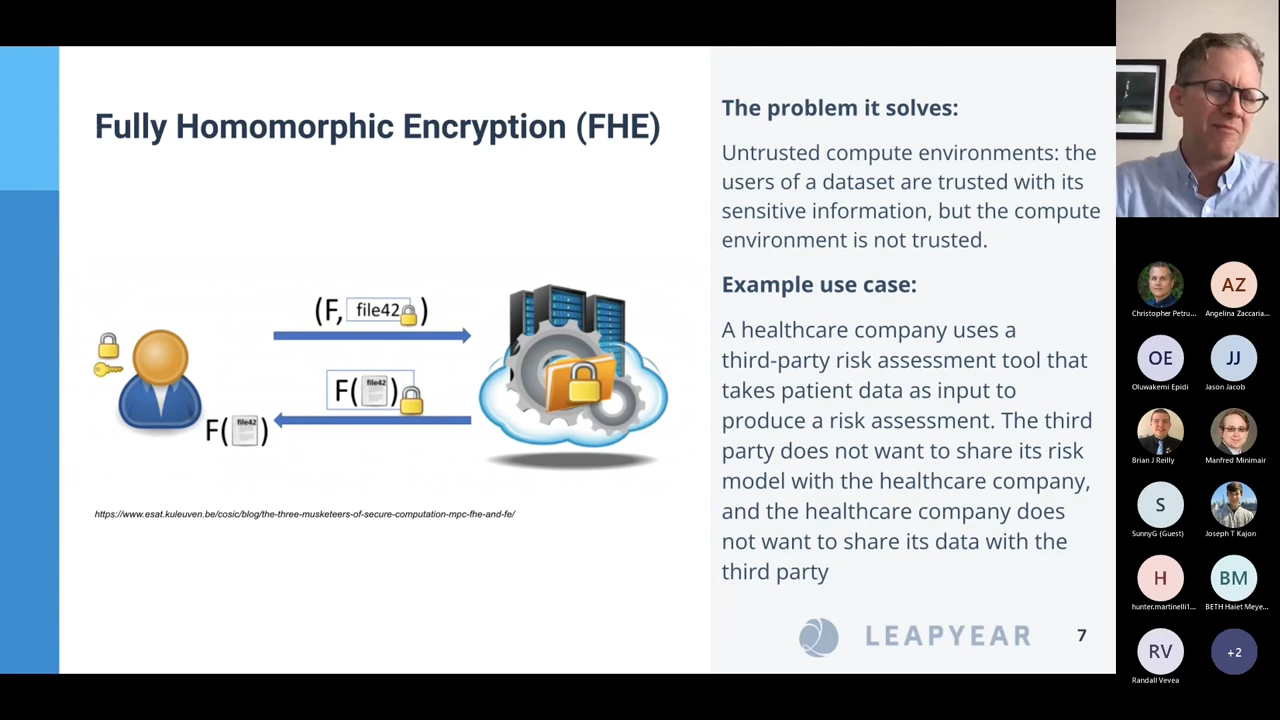 Fully Homomorphic Encryption (FHE)
(F, file42)
F(file42)
F(file42)
https://www.esat.kuleuven.be/cosic/blog/the-three-musketeers-of-secure-computation-mpc-fhe-and-fe/
The problem it solves:
Untrusted compute environments: the
users of a dataset are trusted with its
sensitive information, but the compute
environment is not trusted.
Example use case:
A healthcare company uses a
third-party risk assessment tool that
takes patient data as input to
produce a risk assessment. The third
party does not want to share its risk
model with the healthcare company,
and the healthcare company does
not want to share its data with the
third party
LEAPYEAR
7
AZ
Christopher Petru...
Angelina Zaccaria...
OE
JJ
Oluwakemi Epidi
Jason Jacob
Brian J Reilly
Manfred Minimair
S
SunnyG (Guest)
Joseph T Kajon
H
BM
hunter.martinelli1...
BETH Haiet Meye...
RV
+2
Randall Vevea